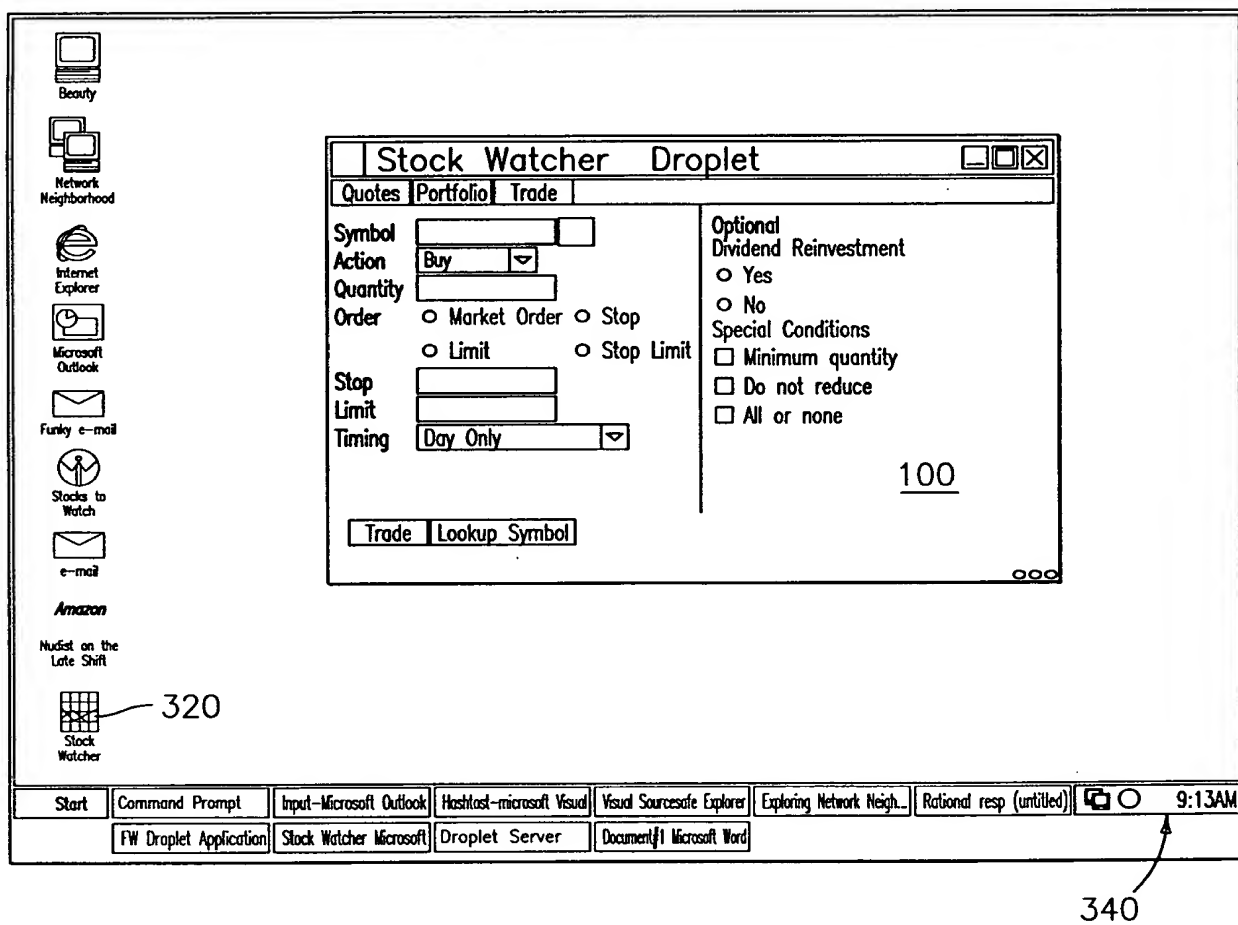 Beauty
Network
Neighborhood
Internet
Explorer
Microsoft
Outlook
Funky e-mail
Stocks to
Watch
e-mail
Amazon
Nudist on the
Late Shift
Stock
Watcher
320
Stock Watcher Droplet
Quotes Portfolio Trade
Symbol
Action Buy
Quantity
Order Market Order Stop
Limit Stop Limit
Stop
Limit
Timing Day Only
Trade Lookup Symbol
Optional
Dividend Reinvestment
Yes
No
Special Conditions
Minimum quantity
Do not reduce
All or none
100
Start Command Prompt Input-Microsoft Outlook Hashtast-microsoft Visual Visual Sourcesafe Explorer Exploring Network Neigh... Rational resp (untitled) 9:13AM
FW Droplet Application Stock Watcher Microsoft Droplet Server Document#1 Microsoft Word
340